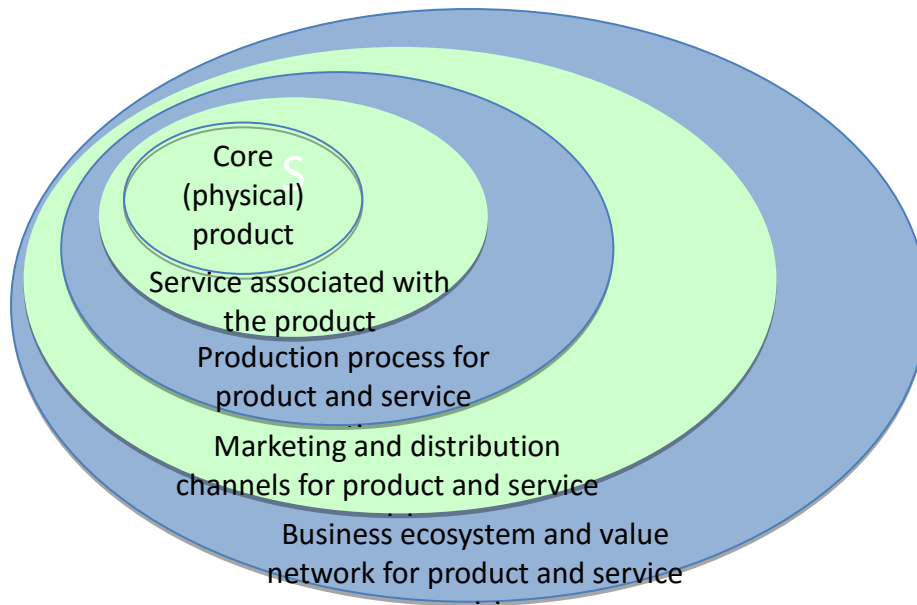 S
Core
(physical)
product
Service associated with
the product
Production process for
product and service
Marketing and distribution
channels for product and service
Business ecosystem and value
network for product and service